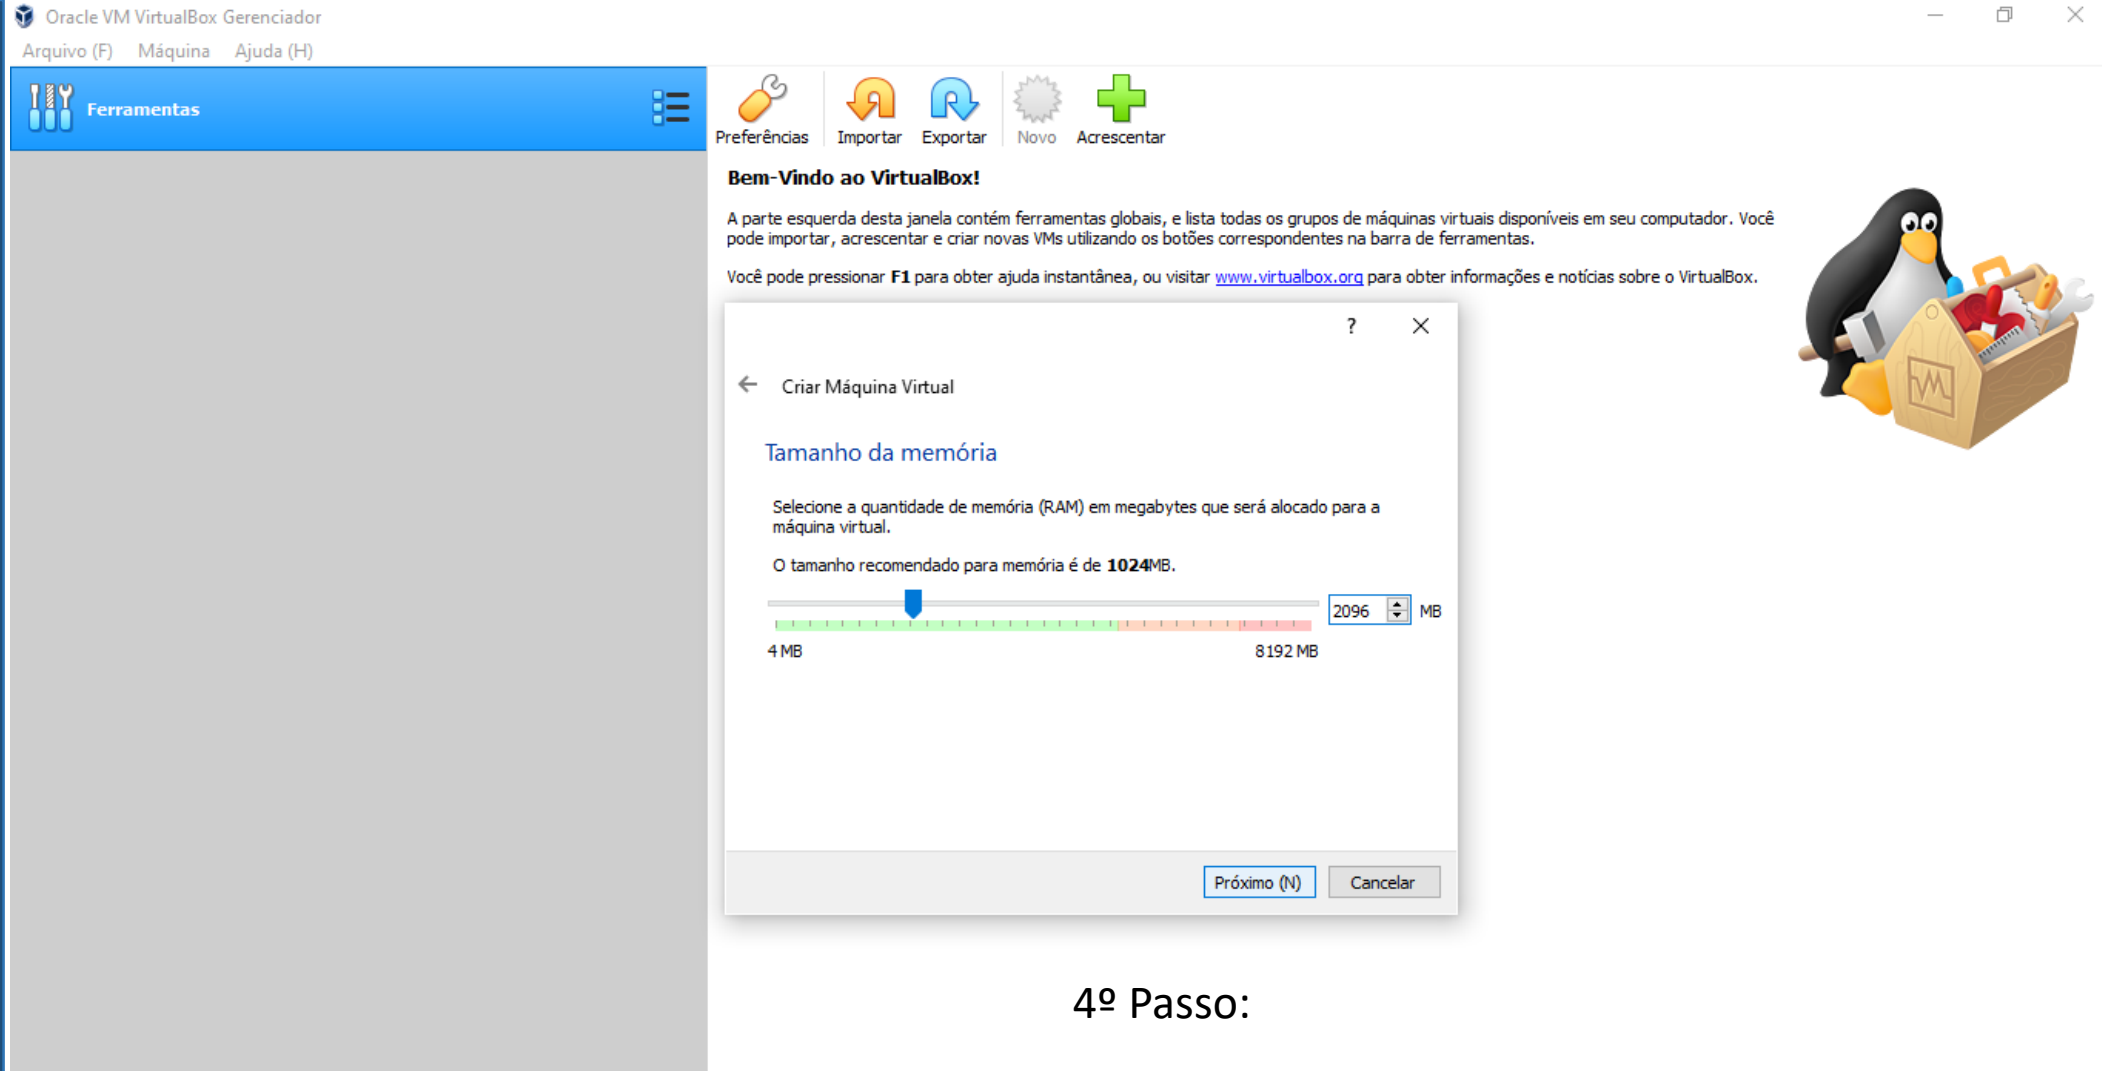 Oracle VM VirtualBox Gerenciador
Arquivo (F) Máquina Ajuda (H)
Ferramentas
Preferências Importar Exportar Novo Acrescentar
Bem-Vindo ao VirtualBox!
A parte esquerda desta janela contém ferramentas globais, e lista todas os grupos de máquinas virtuais disponíveis em seu computador. Você
pode importar, acrescentar e criar novas VMs utilizando os botões correspondentes na barra de ferramentas.
Você pode pressionar F1 para obter ajuda instantânea, ou visitar www.virtualbox.org para obter informações e notícias sobre o VirtualBox.
?
Criar Máquina Virtual
Tamanho da memória
Selecione a quantidade de memória (RAM) em megabytes que será alocado para a
máquina virtual.
O tamanho recomendado para memória é de 1024MB.
2096 MB
4 MB 8192 MB
Próximo (N) Cancelar
4º Passo: